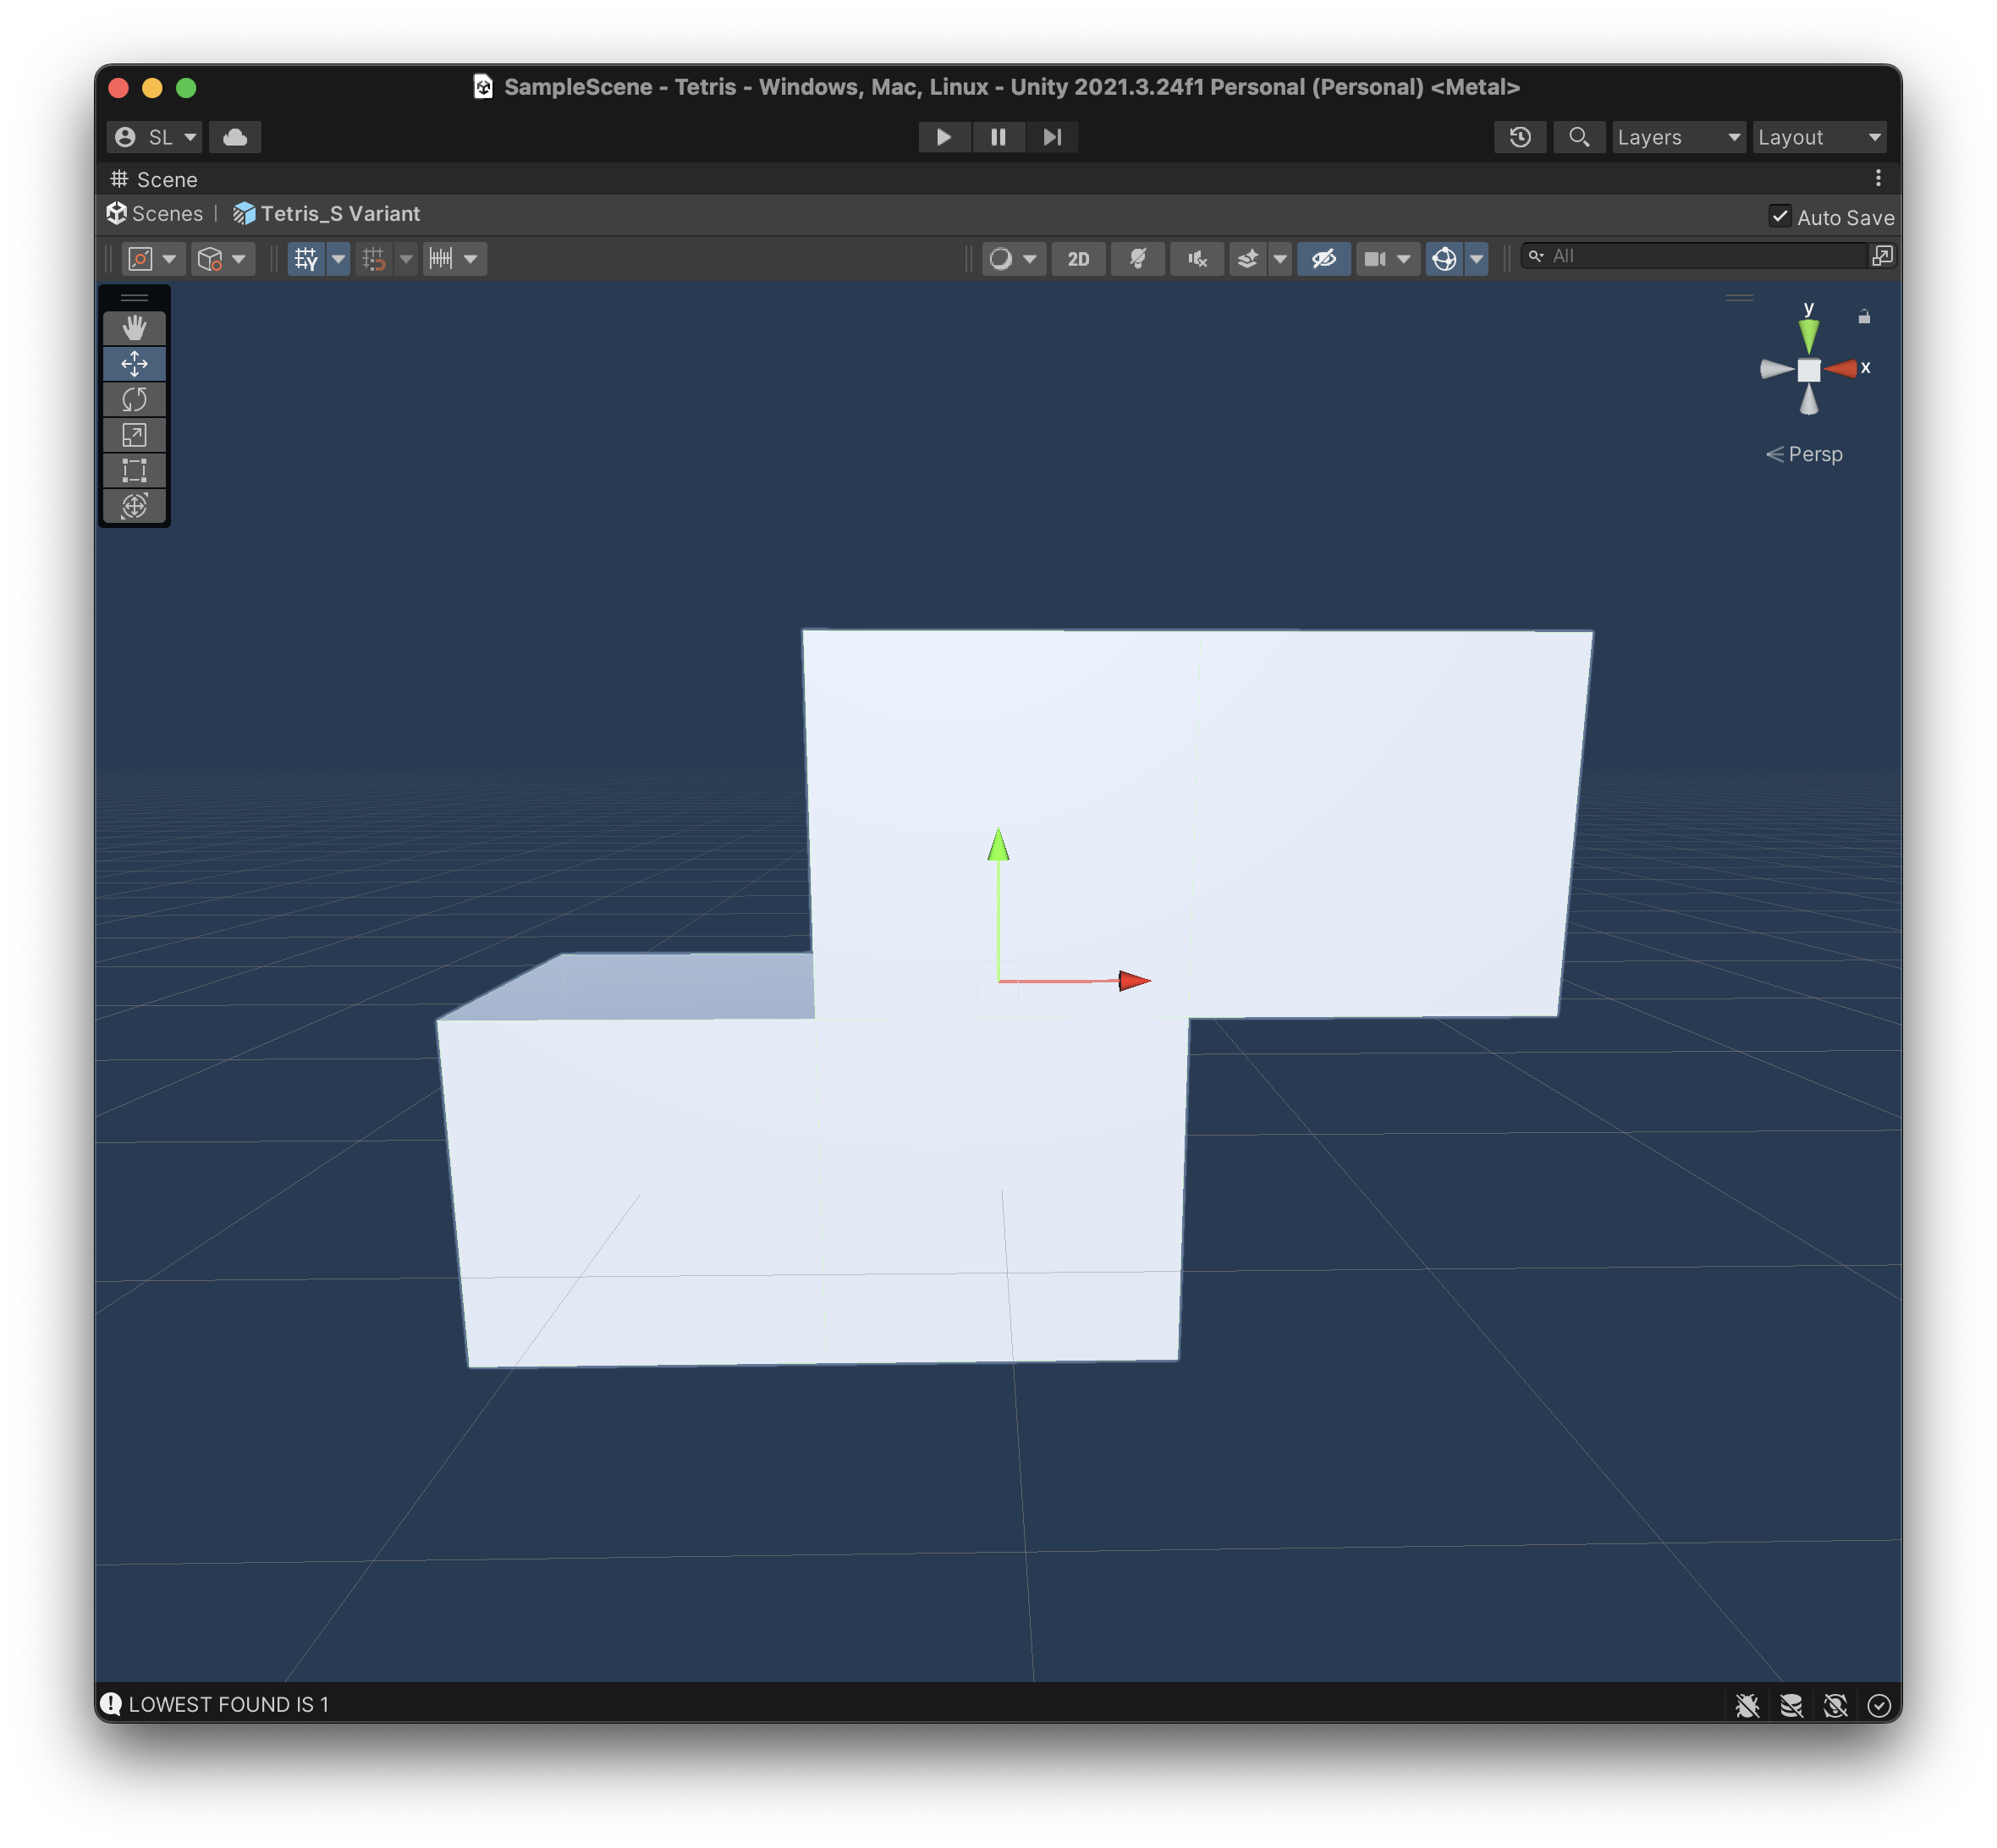 SampleScene - Tetris - Windows, Mac, Linux - Unity 2021.3.24f1 Personal (Personal) <Metal>
SL
Layers
Layout
Scene
Scenes | Tetris_S Variant
Auto Save
Y
2D
All
y
x
Persp
LOWEST FOUND IS 1